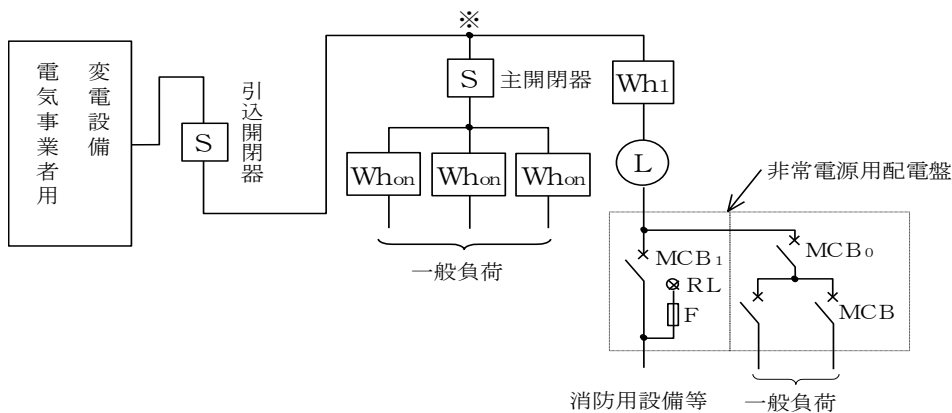 ※
電気事業者用
変電設備
S
引込開閉器
S
主開閉器
Wh1
Whon
Whon
Whon
一般負荷
L
非常電源用配電盤
MCB1
RL
F
MCB0
MCB
消防用設備等
一般負荷